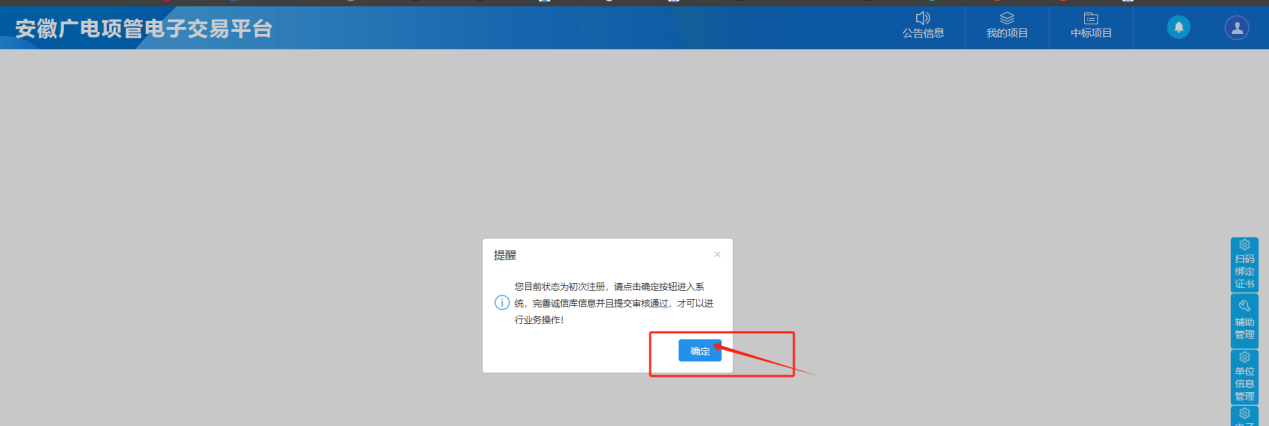 安徽广电项管电子交易平台
公告信息
我的项目
中标项目
提醒
×
您目前状态为初次注册，请点击确定按钮进入系
统，完善诚信库信息并且提交审核通过，才可以进
行业务操作！
确定
扫码
绑定
证书
辅助
管理
单位
信息
管理